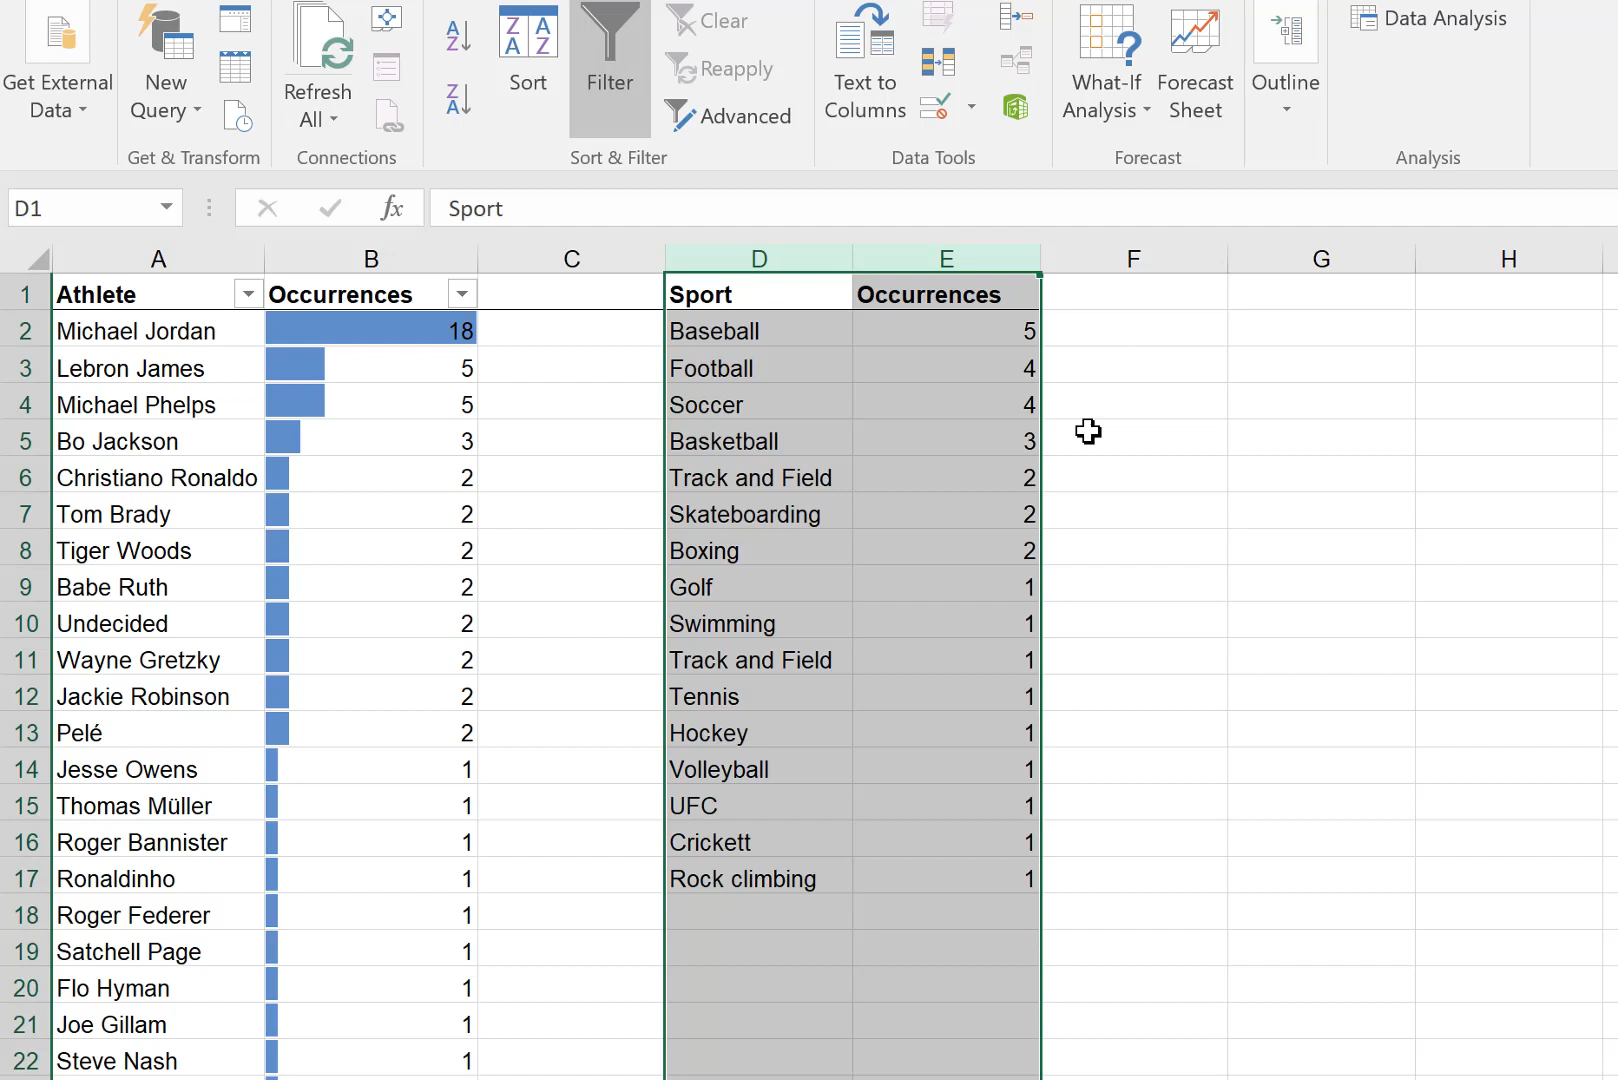 Get External
Data
New
Query
Refresh
All
Sort
Filter
Clear
Reapply
Advanced
Text to
Columns
What-If
Analysis
Forecast
Sheet
Outline
Data Analysis
Get & Transform
Connections
Sort & Filter
Data Tools
Forecast
Analysis
D1
fx
Sport
A B C D E F G H
1 Athlete Occurrences Sport Occurrences
2 Michael Jordan 18 Baseball 5
3 Lebron James 5 Football 4
4 Michael Phelps 5 Soccer 4
5 Bo Jackson 3 Basketball 3
6 Christiano Ronaldo 2 Track and Field 2
7 Tom Brady 2 Skateboarding 2
8 Tiger Woods 2 Boxing 2
9 Babe Ruth 2 Golf 1
10 Undecided 2 Swimming 1
11 Wayne Gretzky 2 Track and Field 1
12 Jackie Robinson 2 Tennis 1
13 Pelé 2 Hockey 1
14 Jesse Owens 1 Volleyball 1
15 Thomas Müller 1 UFC 1
16 Roger Bannister 1 Crickett 1
17 Ronaldinho 1 Rock climbing 1
18 Roger Federer 1
19 Satchell Page 1
20 Flo Hyman 1
21 Joe Gillam 1
22 Steve Nash 1